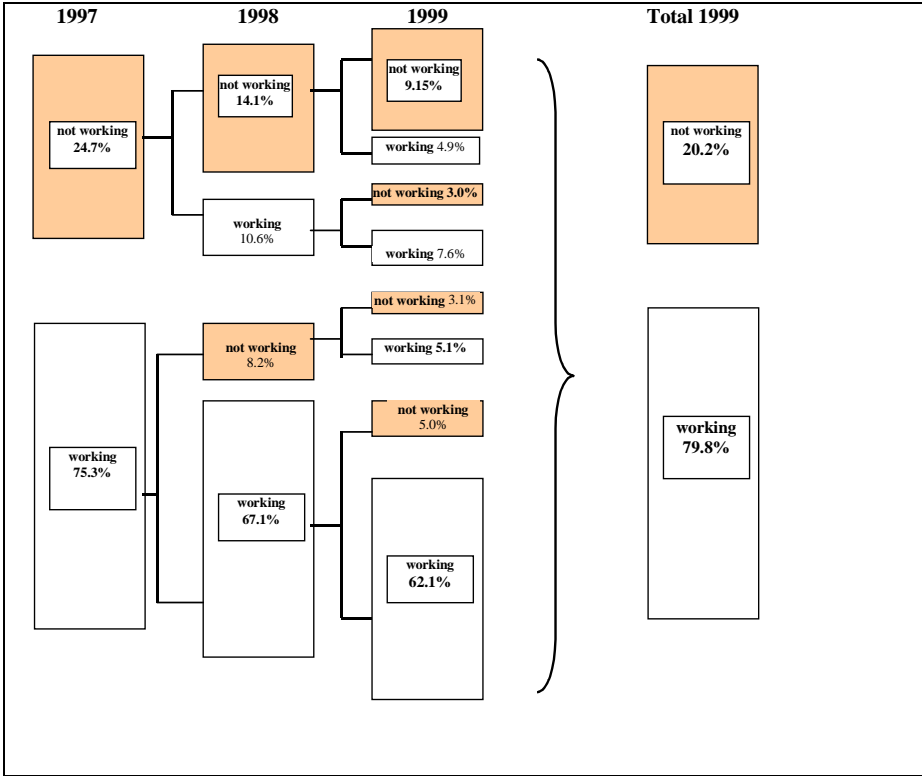 1997 1998 1999 Total 1999
not working
24.7%
not working
14.1%
not working
9.15%
working 4.9%
working
10.6%
not working 3.0%
working 7.6%
working
75.3%
not working
8.2%
not working 3.1%
working 5.1%
working
67.1%
not working
5.0%
working
62.1%
not working
20.2%
working
79.8%